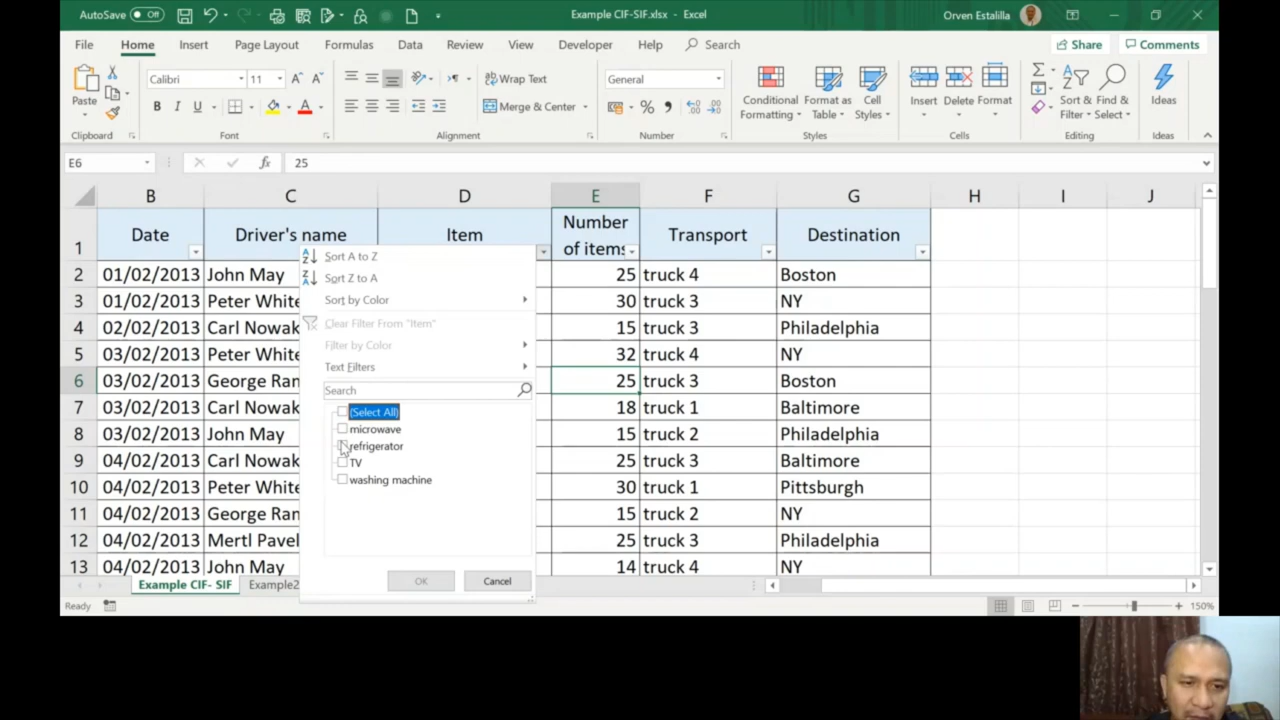 AutoSave Off Example CIF-SIF.xlsx - Excel Orven Estalilla
File Home Insert Page Layout Formulas Data Review View Developer Help Search Share Comments
Paste Calibri 11 Wrap Text General Conditional Formatting Format as Table Cell Styles Insert Delete Format Sort & Filter Find & Select Ideas
B I U Merge & Center
Clipboard Font Alignment Number Styles Cells Editing Ideas
E6 fx 25
B C D E F G H I J
1 Date Driver's name Item Number of items Transport Destination
2 01/02/2013 John May 25 truck 4 Boston
3 01/02/2013 Peter White 30 truck 3 NY
4 02/02/2013 Carl Nowak 15 truck 3 Philadelphia
5 03/02/2013 Peter White 32 truck 4 NY
6 03/02/2013 George Ran 25 truck 3 Boston
7 03/02/2013 Carl Nowak 18 truck 1 Baltimore
8 03/02/2013 John May 15 truck 2 Philadelphia
9 04/02/2013 Carl Nowak 25 truck 3 Baltimore
10 04/02/2013 Peter White 30 truck 1 Pittsburgh
11 04/02/2013 George Ran 15 truck 2 NY
12 04/02/2013 Mertl Pavel 25 truck 3 Philadelphia
13 04/02/2013 John May 14 truck 4 NY
Sort A to Z
Sort Z to A
Sort by Color
Clear Filter From "Item"
Filter by Color
Text Filters
Search
(Select All)
microwave
refrigerator
TV
washing machine
OK Cancel
Example CIF- SIF Example2
Ready 150%